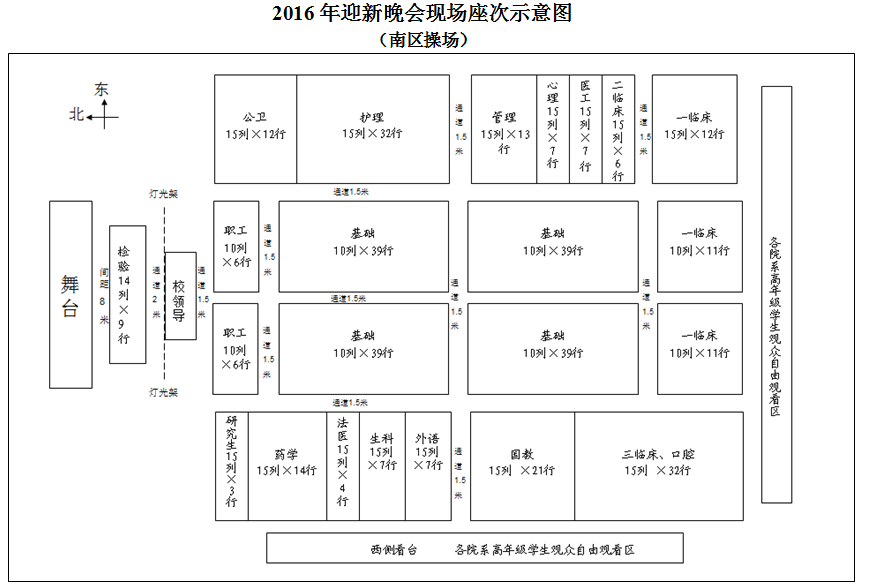 2016 年迎新晚会现场座次示意图
（南区操场）
东
北
公卫
15列×12行
护理
15列×32行
通道1.5米
管理
15列×13行
心理15列×7行
医工15列×7行
二临床15列×6行
通道1.5米
一临床
15列×12行
通道1.5米
灯光架
舞台
间距8米
检验14列×9行
通道2米
校领导
通道1.5米
职工
10列×6行
通道1.5米
基础
10列×39行
基础
10列×39行
一临床
10列×11行
通道1.5米
通道1.5米
通道
职工
10列×6行
通道1.5米
基础
10列×39行
基础
10列×39行
一临床
10列×11行
灯光架
通道1.5米
研究生15列×3行
药学
15列×14行
法医15列×4行
生科
15列×7行
外语
15列×7行
通道1.5米
国教
15列 ×21行
三临床、口腔
15列 ×32行
各院系高年级学生观众自由观看区
西侧看台 各院系高年级学生观众自由观看区